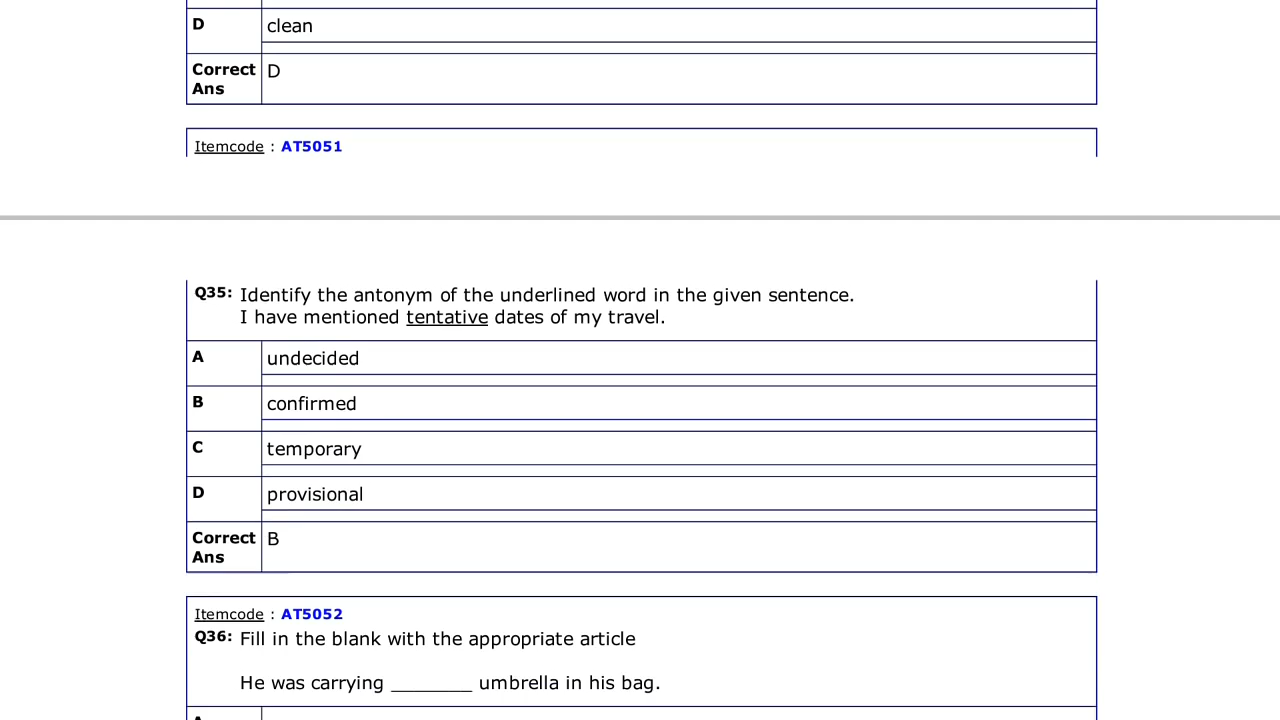 D clean
Correct Ans D
Itemcode : AT5051
Q35: Identify the antonym of the underlined word in the given sentence.
I have mentioned tentative dates of my travel.
A undecided
B confirmed
C temporary
D provisional
Correct Ans B
Itemcode : AT5052
Q36: Fill in the blank with the appropriate article
He was carrying ________ umbrella in his bag.
A